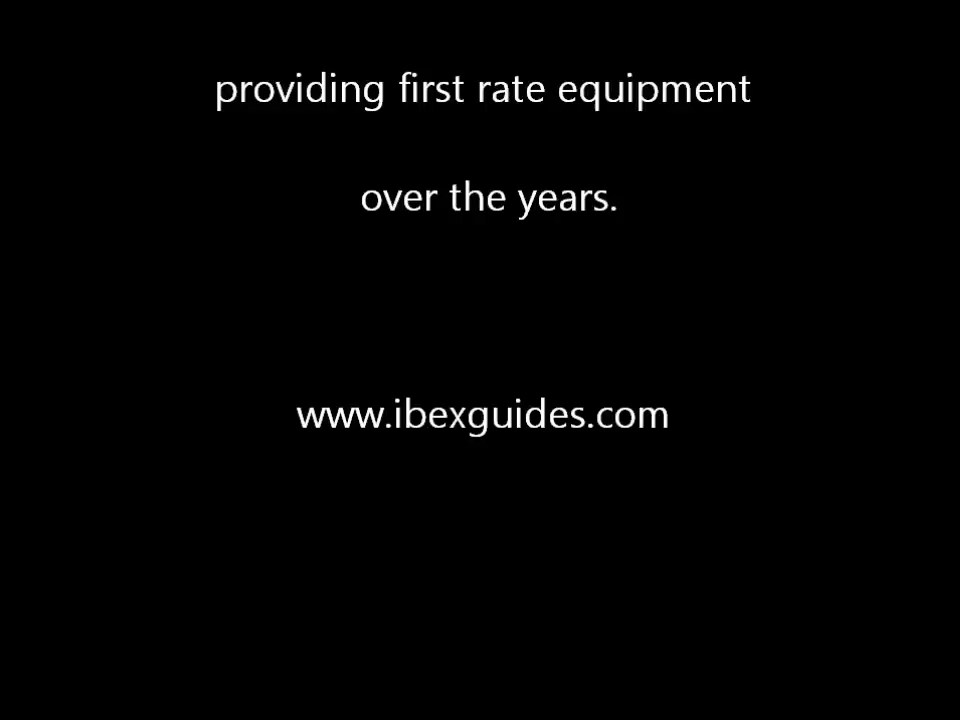 providing first rate equipment
over the years.
www.ibexguides.com